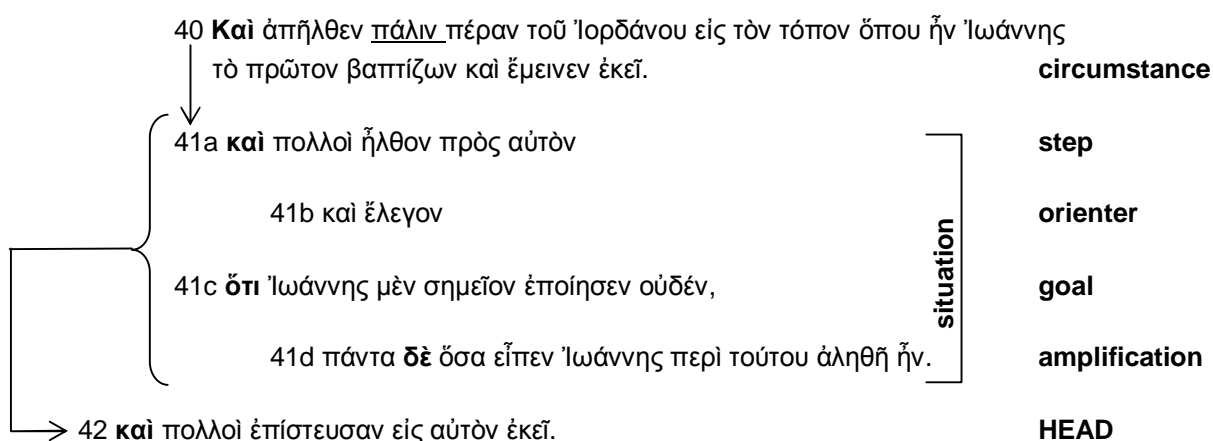 40 Καὶ ἀπῆλθεν πάλιν πέραν τοῦ Ἰορδάνου εἰς τὸν τόπον ὅπου ἦν Ἰωάννης
τὸ πρῶτον βαπτίζων καὶ ἔμεινεν ἐκεῖ. circumstance
41a καὶ πολλοὶ ἦλθον πρὸς αὐτὸν step
41b καὶ ἔλεγον orienter
situation
41c ὅτι Ἰωάννης μὲν σημεῖον ἐποίησεν οὐδέν, goal
41d πάντα δὲ ὅσα εἶπεν Ἰωάννης περὶ τούτου ἀληθῆ ἦν. amplification
42 καὶ πολλοὶ ἐπίστευσαν εἰς αὐτὸν ἐκεῖ. HEAD